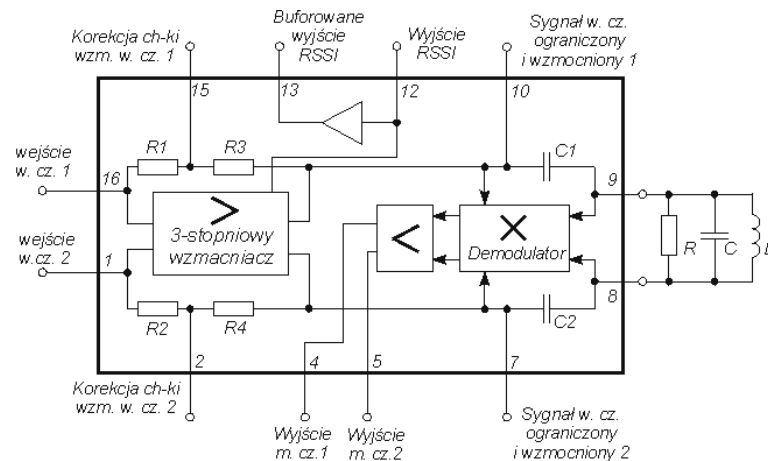 Korekcja ch-ki
wzm. w. cz. 1
Buforowane
wyjście
RSSI
Wyjście
RSSI
Sygnał w. cz.
ograniczony
i wzmocniony 1
15
13
12
10
wejście
w. cz. 1
16
R1
R3
C1
9
>
3-stopniowy
wzmacniacz
<
X
Demodulator
R
C
L
wejście
w.cz. 2
1
8
R2
R4
C2
2
4
5
7
Korekcja ch-ki
wzm. w. cz. 2
Wyjście
m. cz.1
Wyjście
m. cz.2
Sygnał w. cz.
ograniczony
i wzmocniony 2